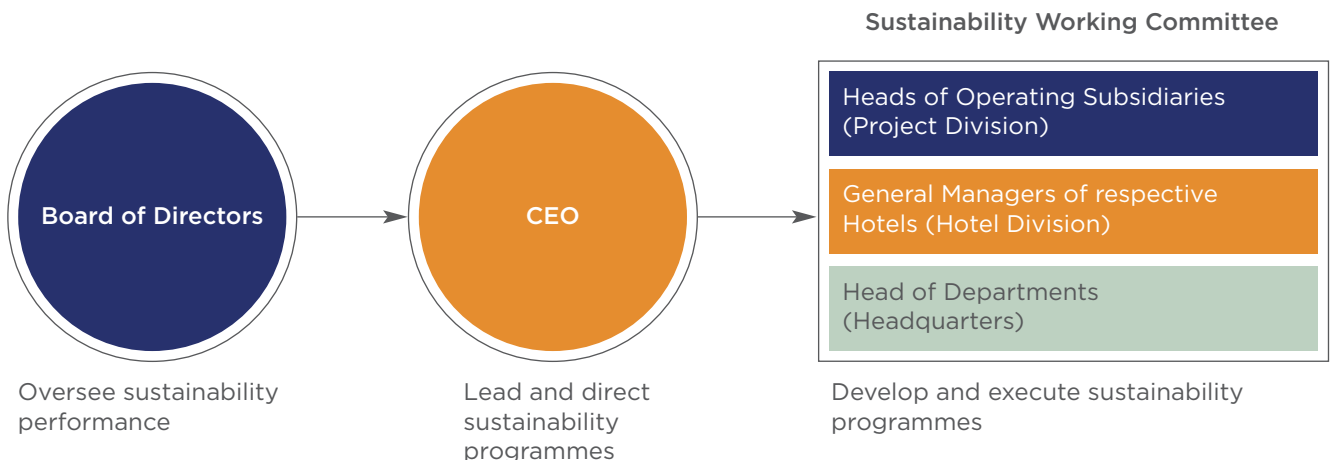 Sustainability Working Committee
Board of Directors
CEO
Heads of Operating Subsidiaries
(Project Division)
General Managers of respective
Hotels (Hotel Division)
Head of Departments
(Headquarters)
Oversee sustainability
performance
Lead and direct
sustainability
programmes
Develop and execute sustainability
programmes